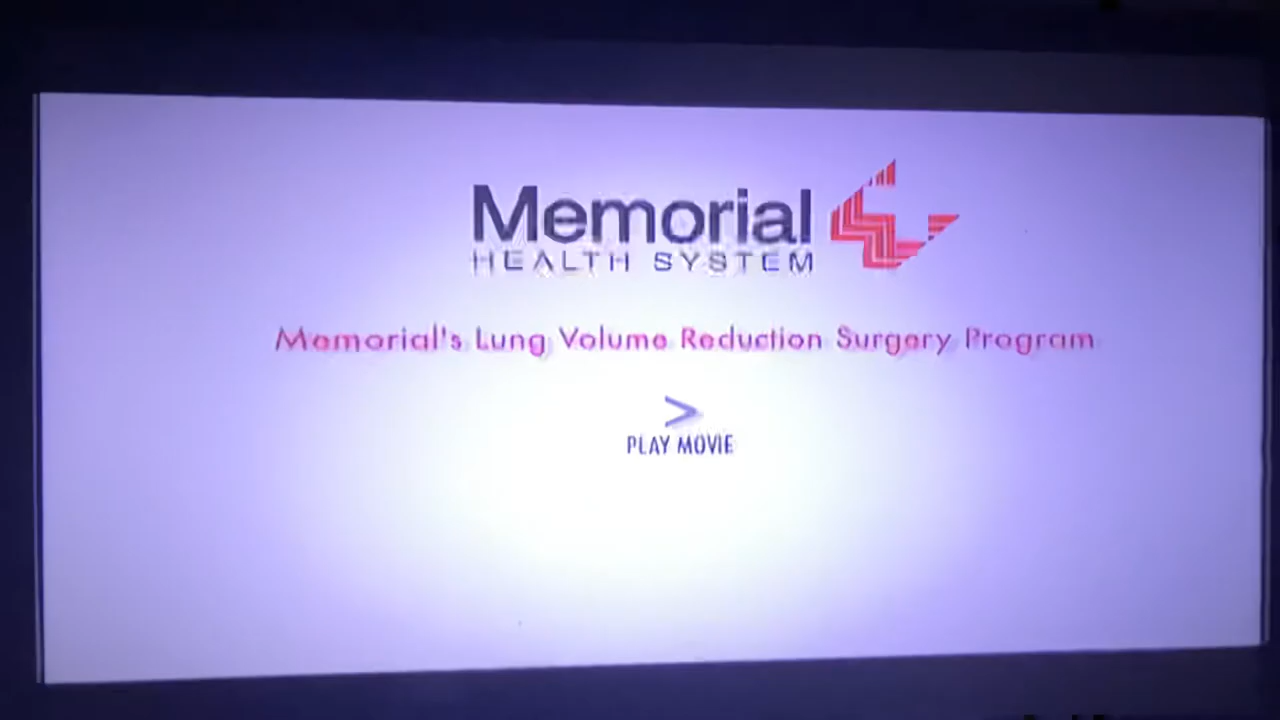 Memorial
HEALTH SYSTEM
Memorial's Lung Volume Reduction Surgery Program
>
PLAY MOVIE